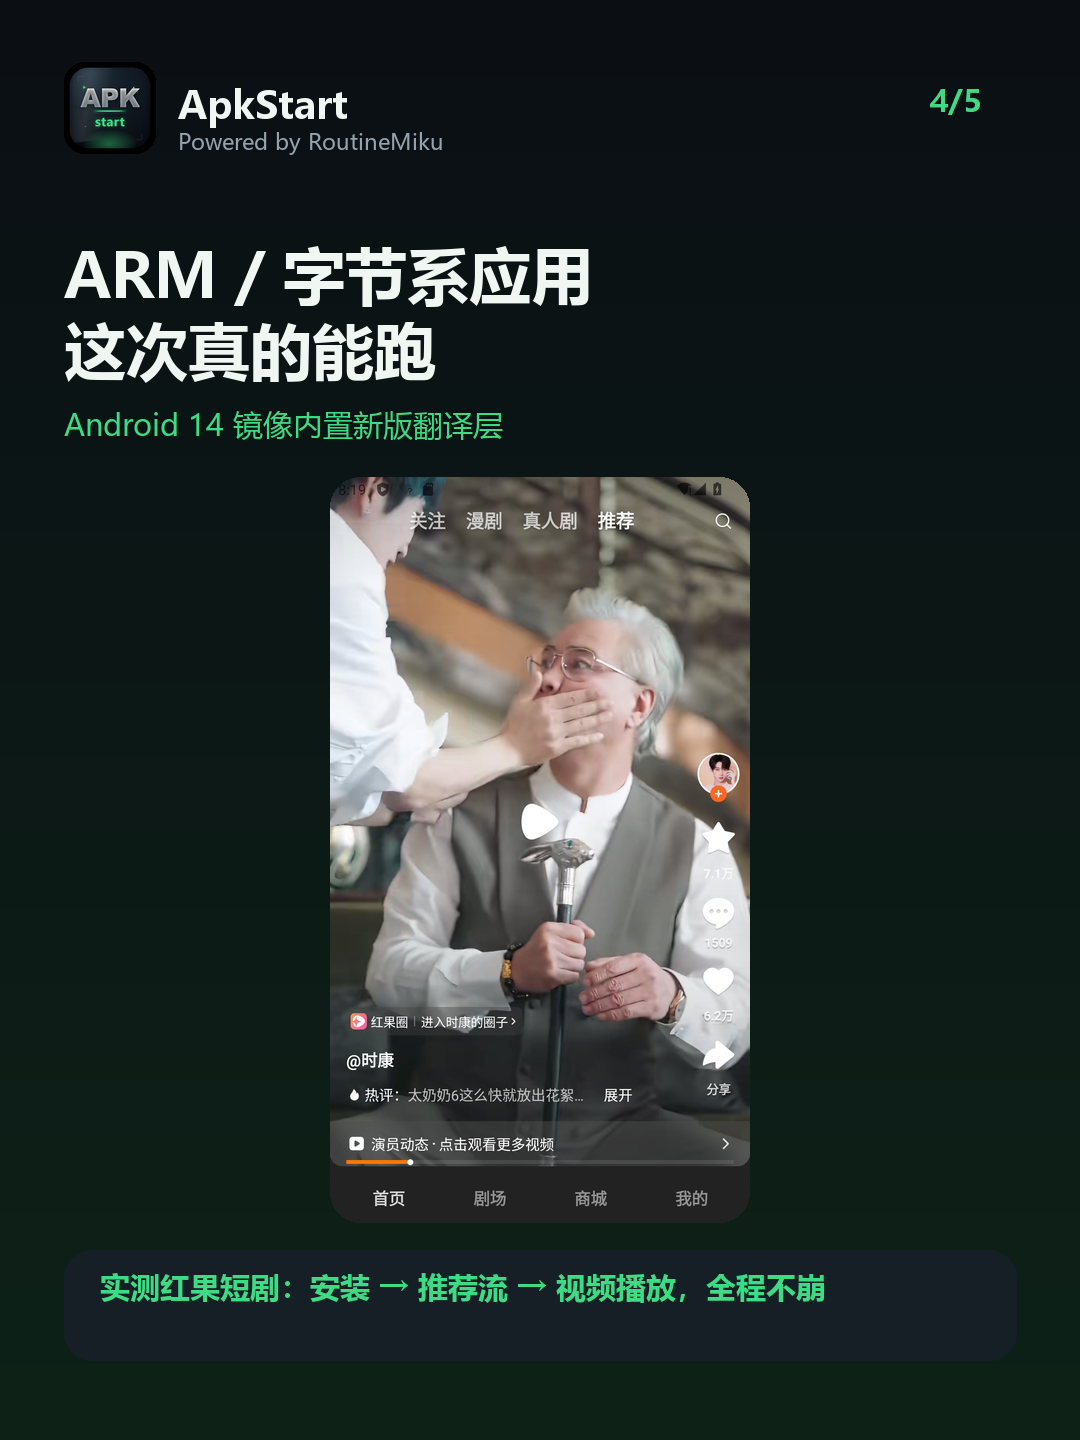 APK
start
ApkStart
Powered by RoutineMiku
4/5
ARM / 字节系应用
这次真的能跑
Android 14 镜像内置新版翻译层
8:19
关注 漫剧 真人剧 推荐
7.1万
1509
6.2万
分享
红果圈 | 进入时康的圈子 ›
@时康
热评：太奶奶6这么快就放出花絮... 展开
演员动态 · 点击观看更多视频
首页 剧场 商城 我的
实测红果短剧：安装 → 推荐流 → 视频播放，全程不崩